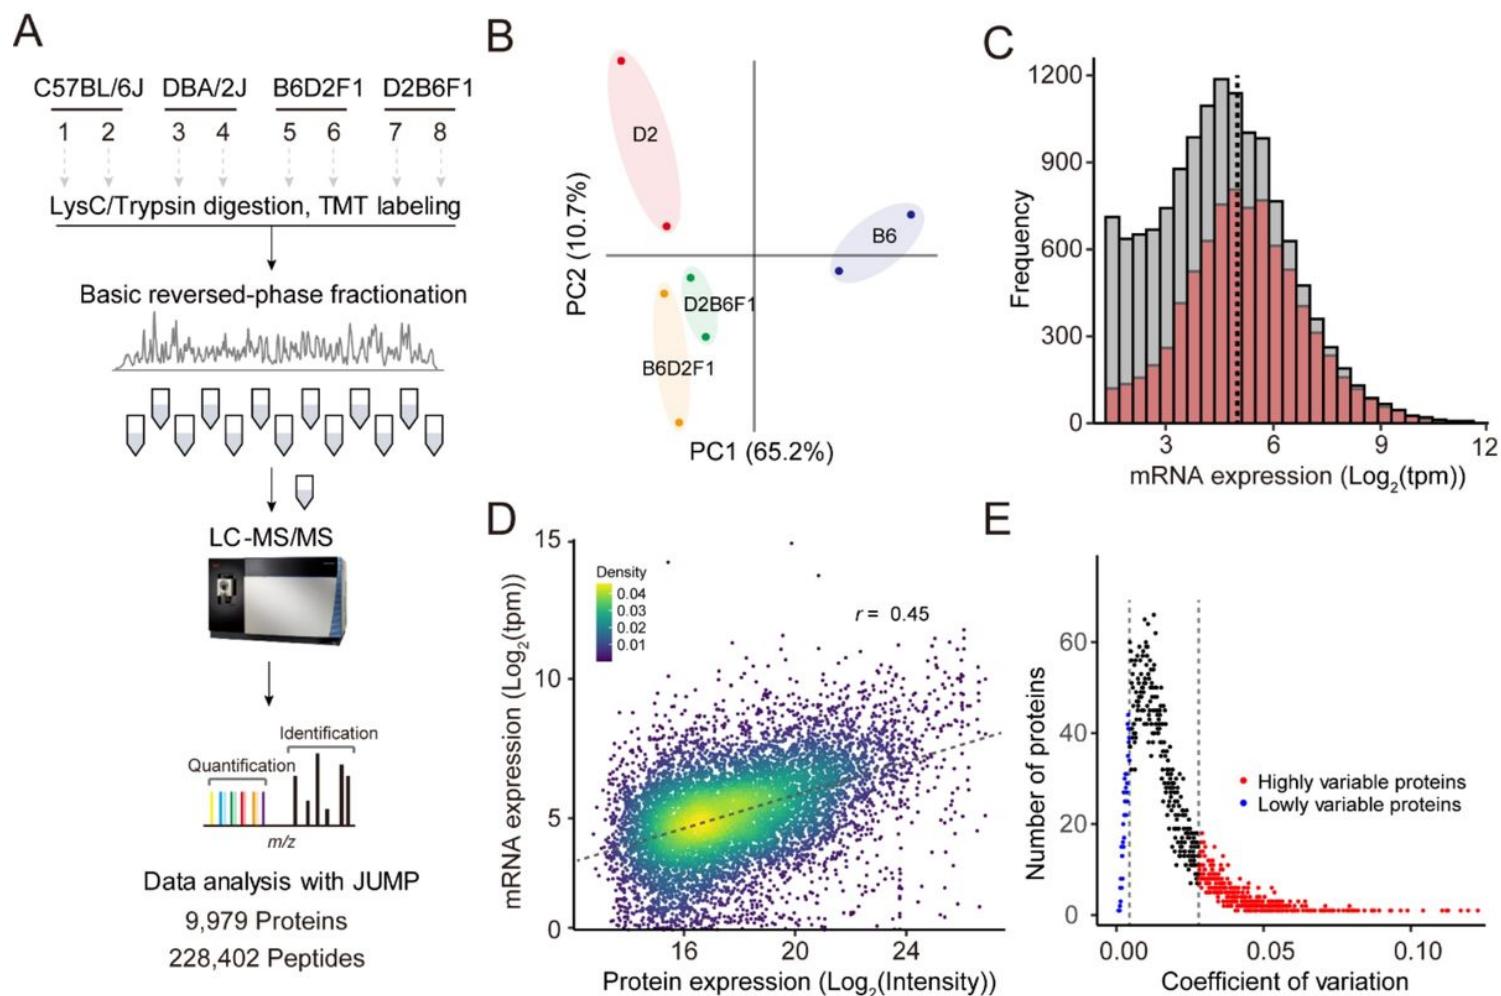 A
C57BL/6J DBA/2J B6D2F1 D2B6F1
1 2 3 4 5 6 7 8
LysC/Trypsin digestion, TMT labeling
Basic reversed-phase fractionation
LC-MS/MS
Identification
Quantification
m/z
Data analysis with JUMP
9,979 Proteins
228,402 Peptides
B
D2
B6
D2B6F1
B6D2F1
PC2 (10.7%)
PC1 (65.2%)
C
1200
900
600
300
0
Frequency
3 6 9 12
mRNA expression (Log2(tpm))
D
15
10
5
0
mRNA expression (Log2(tpm))
Density
0.04
0.03
0.02
0.01
r = 0.45
16 20 24
Protein expression (Log2(Intensity))
E
60
40
20
0
Number of proteins
Highly variable proteins
Lowly variable proteins
0.00 0.05 0.10
Coefficient of variation